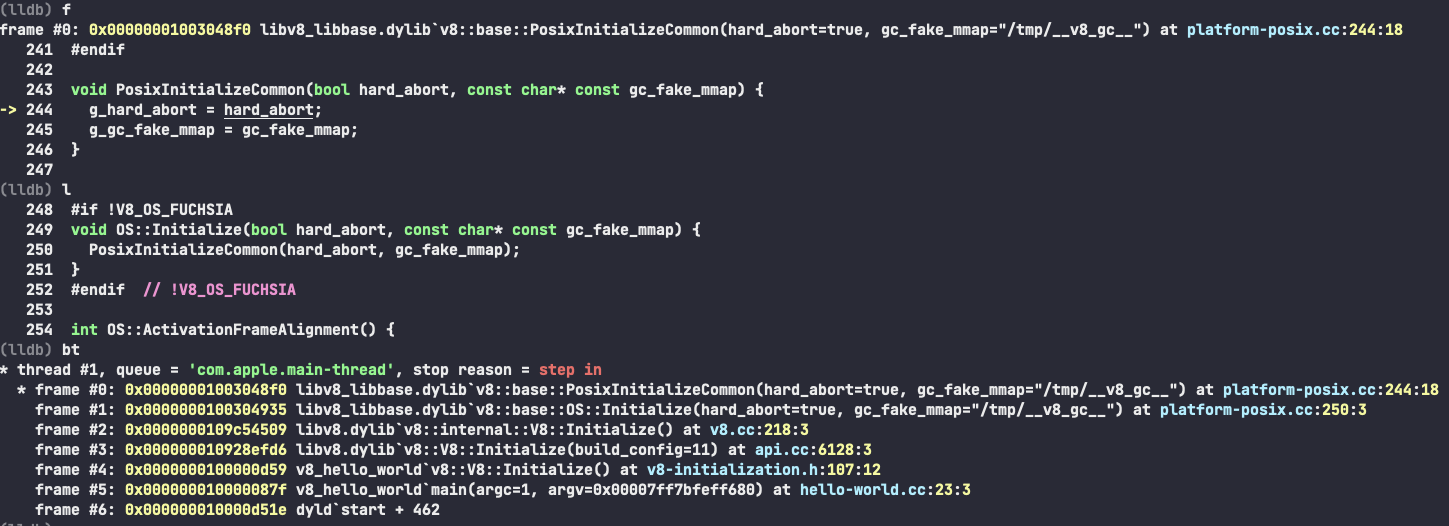 (lldb) f
frame #0: 0x00000001003048f0 libv8_libbase.dylib`v8::base::PosixInitializeCommon(hard_abort=true, gc_fake_mmap="/tmp/__v8_gc__") at platform-posix.cc:244:18
   241  #endif
   242
   243  void PosixInitializeCommon(bool hard_abort, const char* const gc_fake_mmap) {
-> 244    g_hard_abort = hard_abort;
   245    g_gc_fake_mmap = gc_fake_mmap;
   246  }
   247
(lldb) l
   248  #if !V8_OS_FUCHSIA
   249  void OS::Initialize(bool hard_abort, const char* const gc_fake_mmap) {
   250    PosixInitializeCommon(hard_abort, gc_fake_mmap);
   251  }
   252  #endif  // !V8_OS_FUCHSIA
   253
   254  int OS::ActivationFrameAlignment() {
(lldb) bt
* thread #1, queue = 'com.apple.main-thread', stop reason = step in
  * frame #0: 0x00000001003048f0 libv8_libbase.dylib`v8::base::PosixInitializeCommon(hard_abort=true, gc_fake_mmap="/tmp/__v8_gc__") at platform-posix.cc:244:18
    frame #1: 0x0000000100304935 libv8_libbase.dylib`v8::base::OS::Initialize(hard_abort=true, gc_fake_mmap="/tmp/__v8_gc__") at platform-posix.cc:250:3
    frame #2: 0x0000000109c54509 libv8.dylib`v8::internal::V8::Initialize() at v8.cc:218:3
    frame #3: 0x000000010928efd6 libv8.dylib`v8::V8::Initialize(build_config=11) at api.cc:6128:3
    frame #4: 0x0000000100000d59 v8_hello_world`v8::V8::Initialize() at v8-initialization.h:107:12
    frame #5: 0x000000010000087f v8_hello_world`main(argc=1, argv=0x00007ff7bfeff680) at hello-world.cc:23:3
    frame #6: 0x000000010000d51e dyld`start + 462